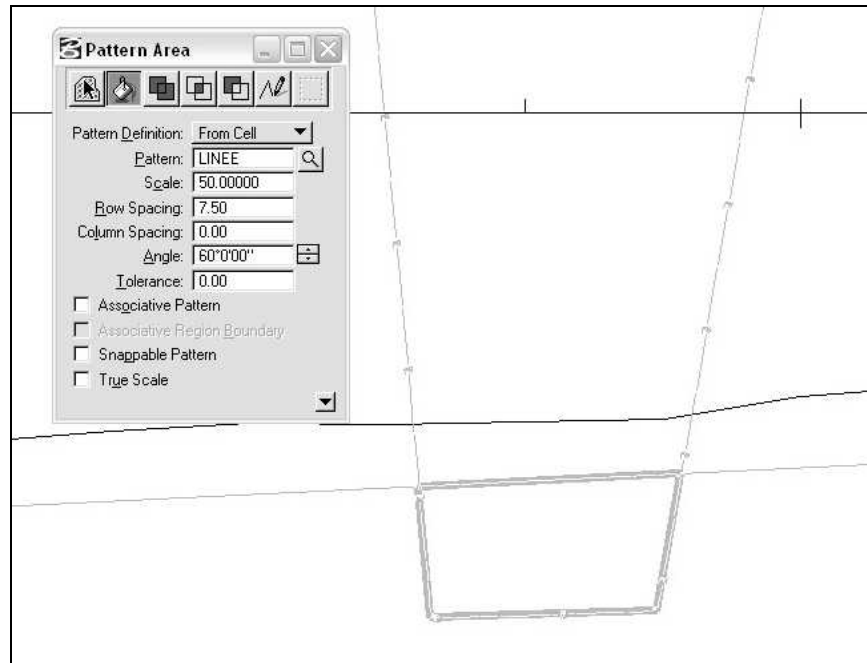 Pattern Area
Pattern Definition: From Cell
Pattern: LINEE
Scale: 50.00000
Row Spacing: 7.50
Column Spacing: 0.00
Angle: 60°0'00"
Tolerance: 0.00
Associative Pattern
Associative Region Boundary
Snappable Pattern
True Scale